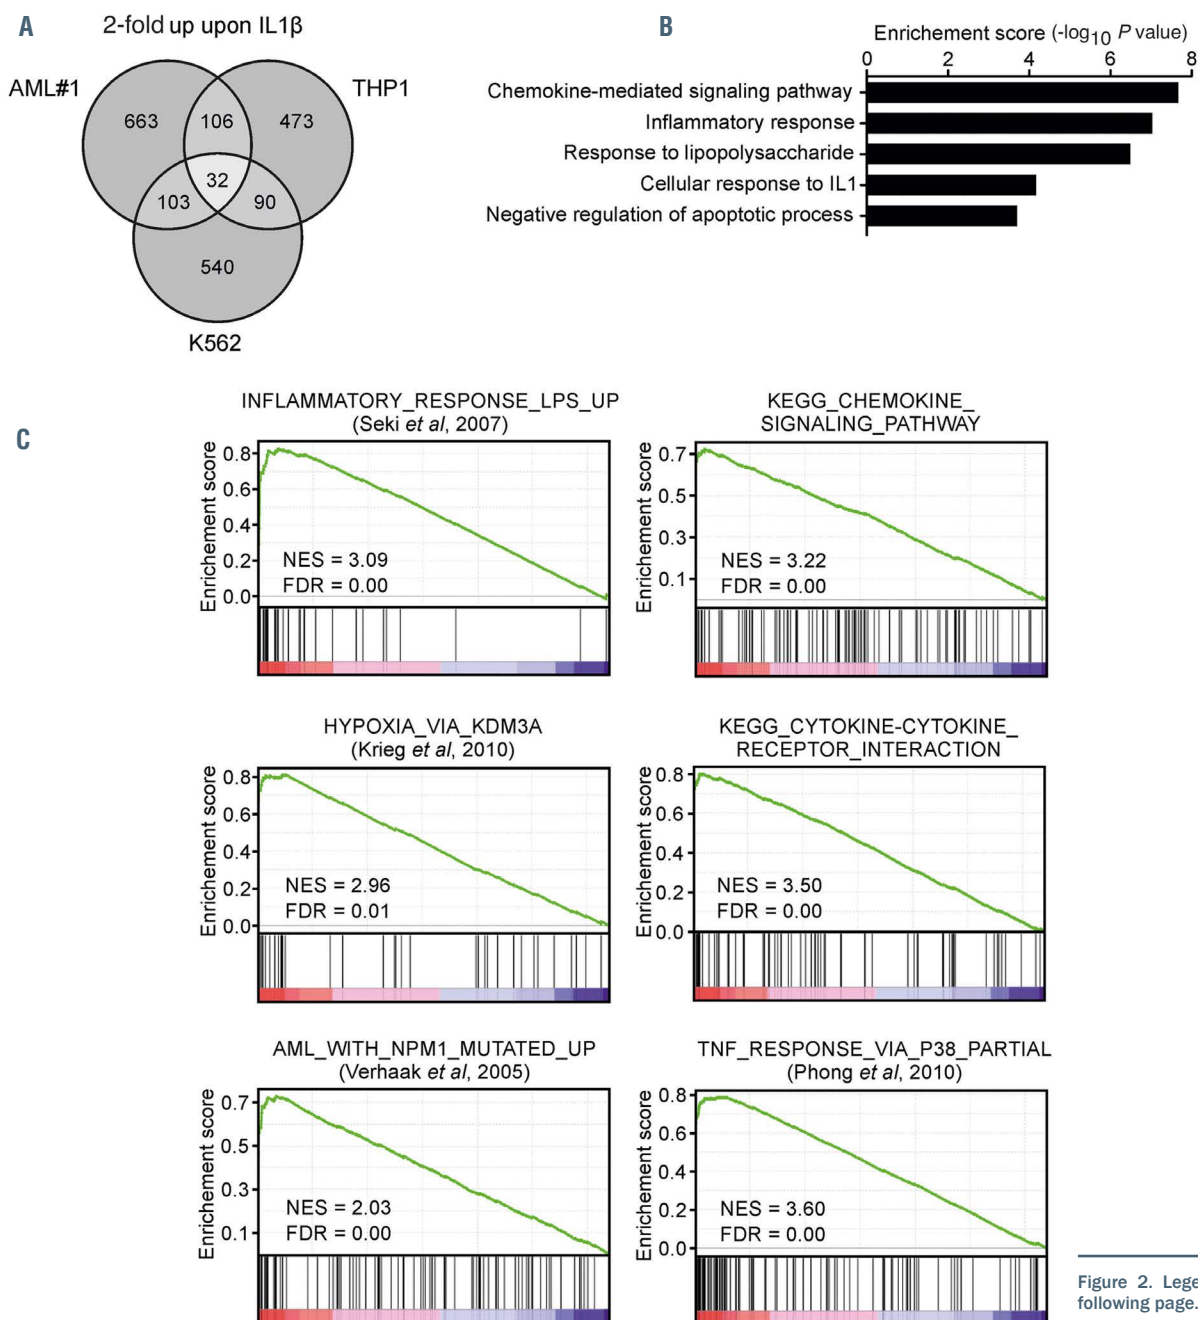 A
2-fold up upon IL1β
AML#1
THP1
663
106
473
32
103
90
540
K562
B
Enrichement score (-log10 P value)
0 2 4 6 8
Chemokine-mediated signaling pathway
Inflammatory response
Response to lipopolysaccharide
Cellular response to IL1
Negative regulation of apoptotic process
C
INFLAMMATORY_RESPONSE_LPS_UP
(Seki et al, 2007)
Enrichement score
0.8
0.6
0.4
0.2
0.0
NES = 3.09
FDR = 0.00
KEGG_CHEMOKINE_
SIGNALING_PATHWAY
Enrichement score
0.7
0.5
0.3
0.1
NES = 3.22
FDR = 0.00
HYPOXIA_VIA_KDM3A
(Krieg et al, 2010)
Enrichement score
0.8
0.6
0.4
0.2
0.0
NES = 2.96
FDR = 0.01
KEGG_CYTOKINE-CYTOKINE_
RECEPTOR_INTERACTION
Enrichement score
0.8
0.6
0.4
0.2
0.0
NES = 3.50
FDR = 0.00
AML_WITH_NPM1_MUTATED_UP
(Verhaak et al, 2005)
Enrichement score
0.7
0.5
0.3
0.1
NES = 2.03
FDR = 0.00
TNF_RESPONSE_VIA_P38_PARTIAL
(Phong et al, 2010)
Enrichement score
0.8
0.6
0.4
0.2
0.0
NES = 3.60
FDR = 0.00
Figure 2. Lege
following page.